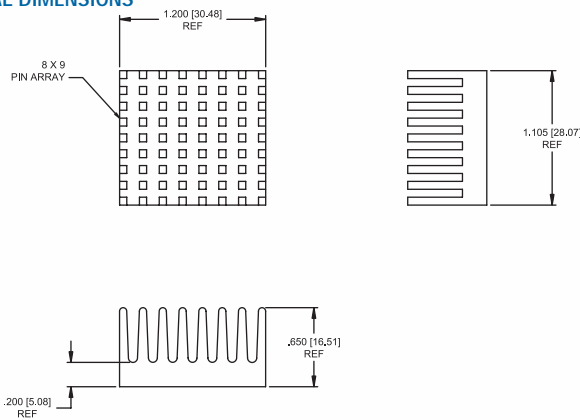 AL DIMENSIONS
1.200 [30.48]
REF
8 X 9
PIN ARRAY
1.105 [28.07]
REF
.650 [16.51]
REF
.200 [5.08]
REF